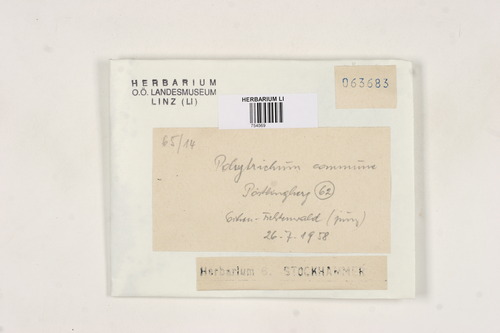 HERBARIUM
O.Ö. LANDESMUSEUM
LINZ (LI)
HERBARIUM LI
063683
65/14
Polytrichum commune
Pöstlingberg 62
26.7.1958
Herbarium G. STOCKHAMMER